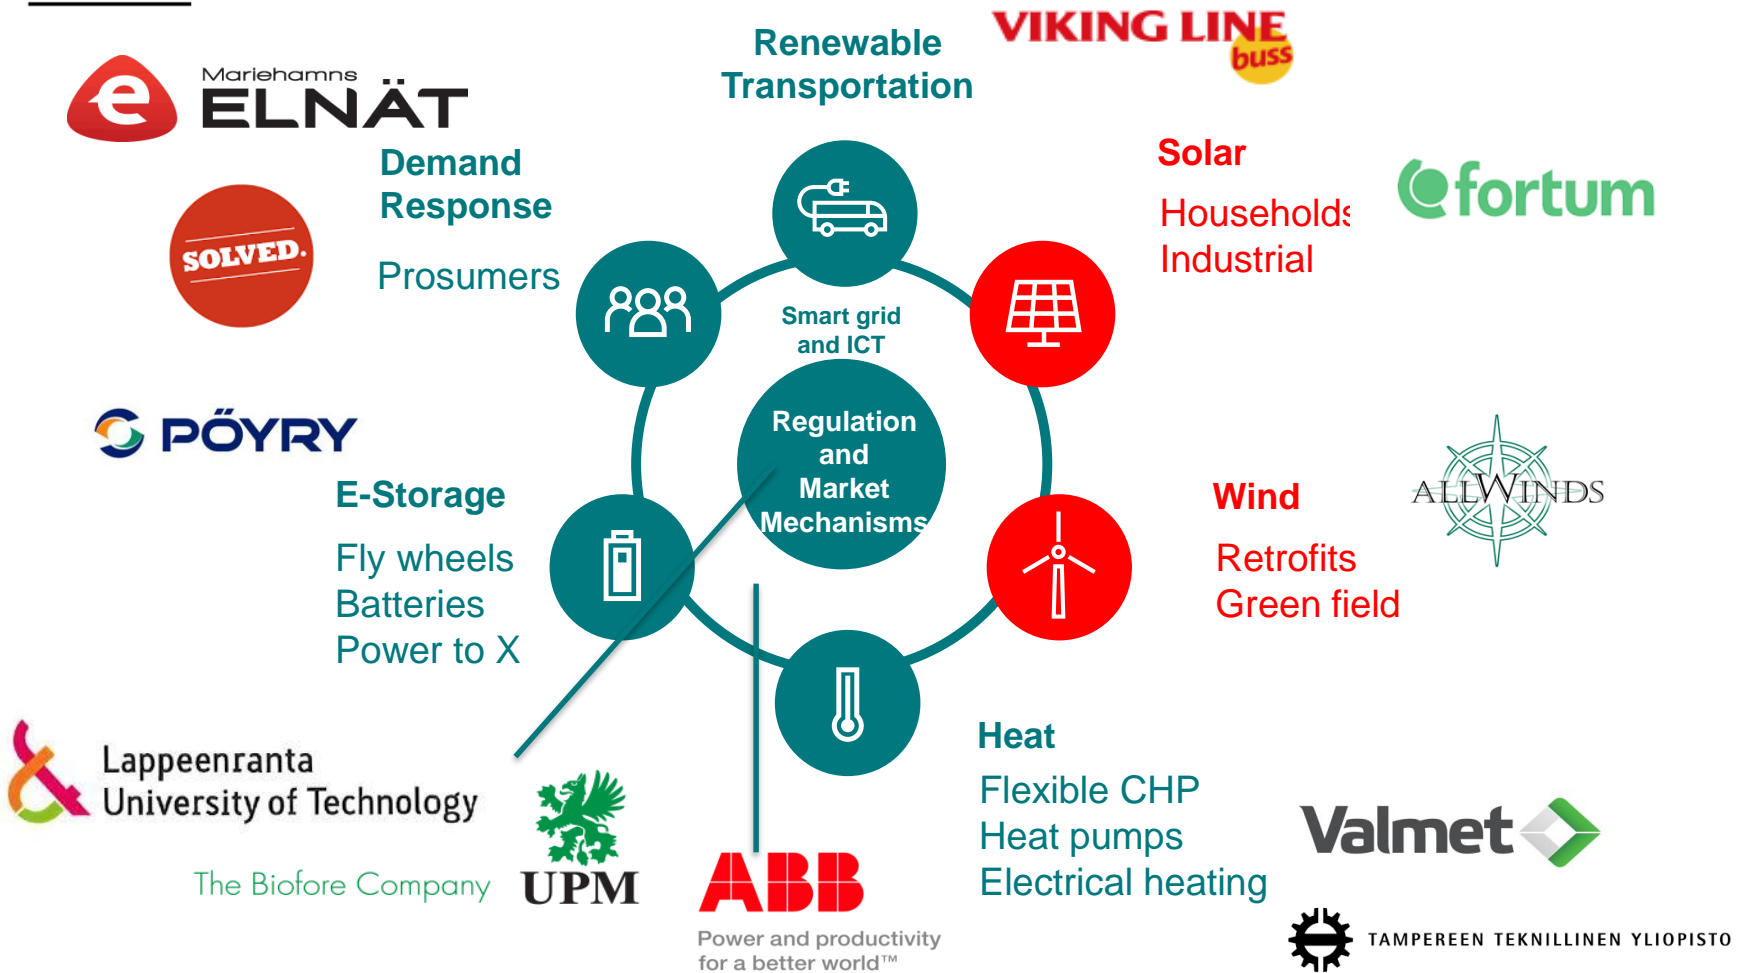 VIKING LINE
buss
Renewable
Transportation
Mariehamns
ELNÄT
Demand
Response
Prosumers
SOLVED.
Solar
Households
Industrial
fortum
Smart grid
and ICT
Regulation
and
Market
Mechanisms
PÖYRY
E-Storage
Fly wheels
Batteries
Power to X
Wind
Retrofits
Green field
ALLWINDS
Lappeenranta
University of Technology
The Biofore Company
UPM
ABB
Power and productivity
for a better world™
Heat
Flexible CHP
Heat pumps
Electrical heating
Valmet
TAMPEREEN TEKNILLINEN YLIOPISTO